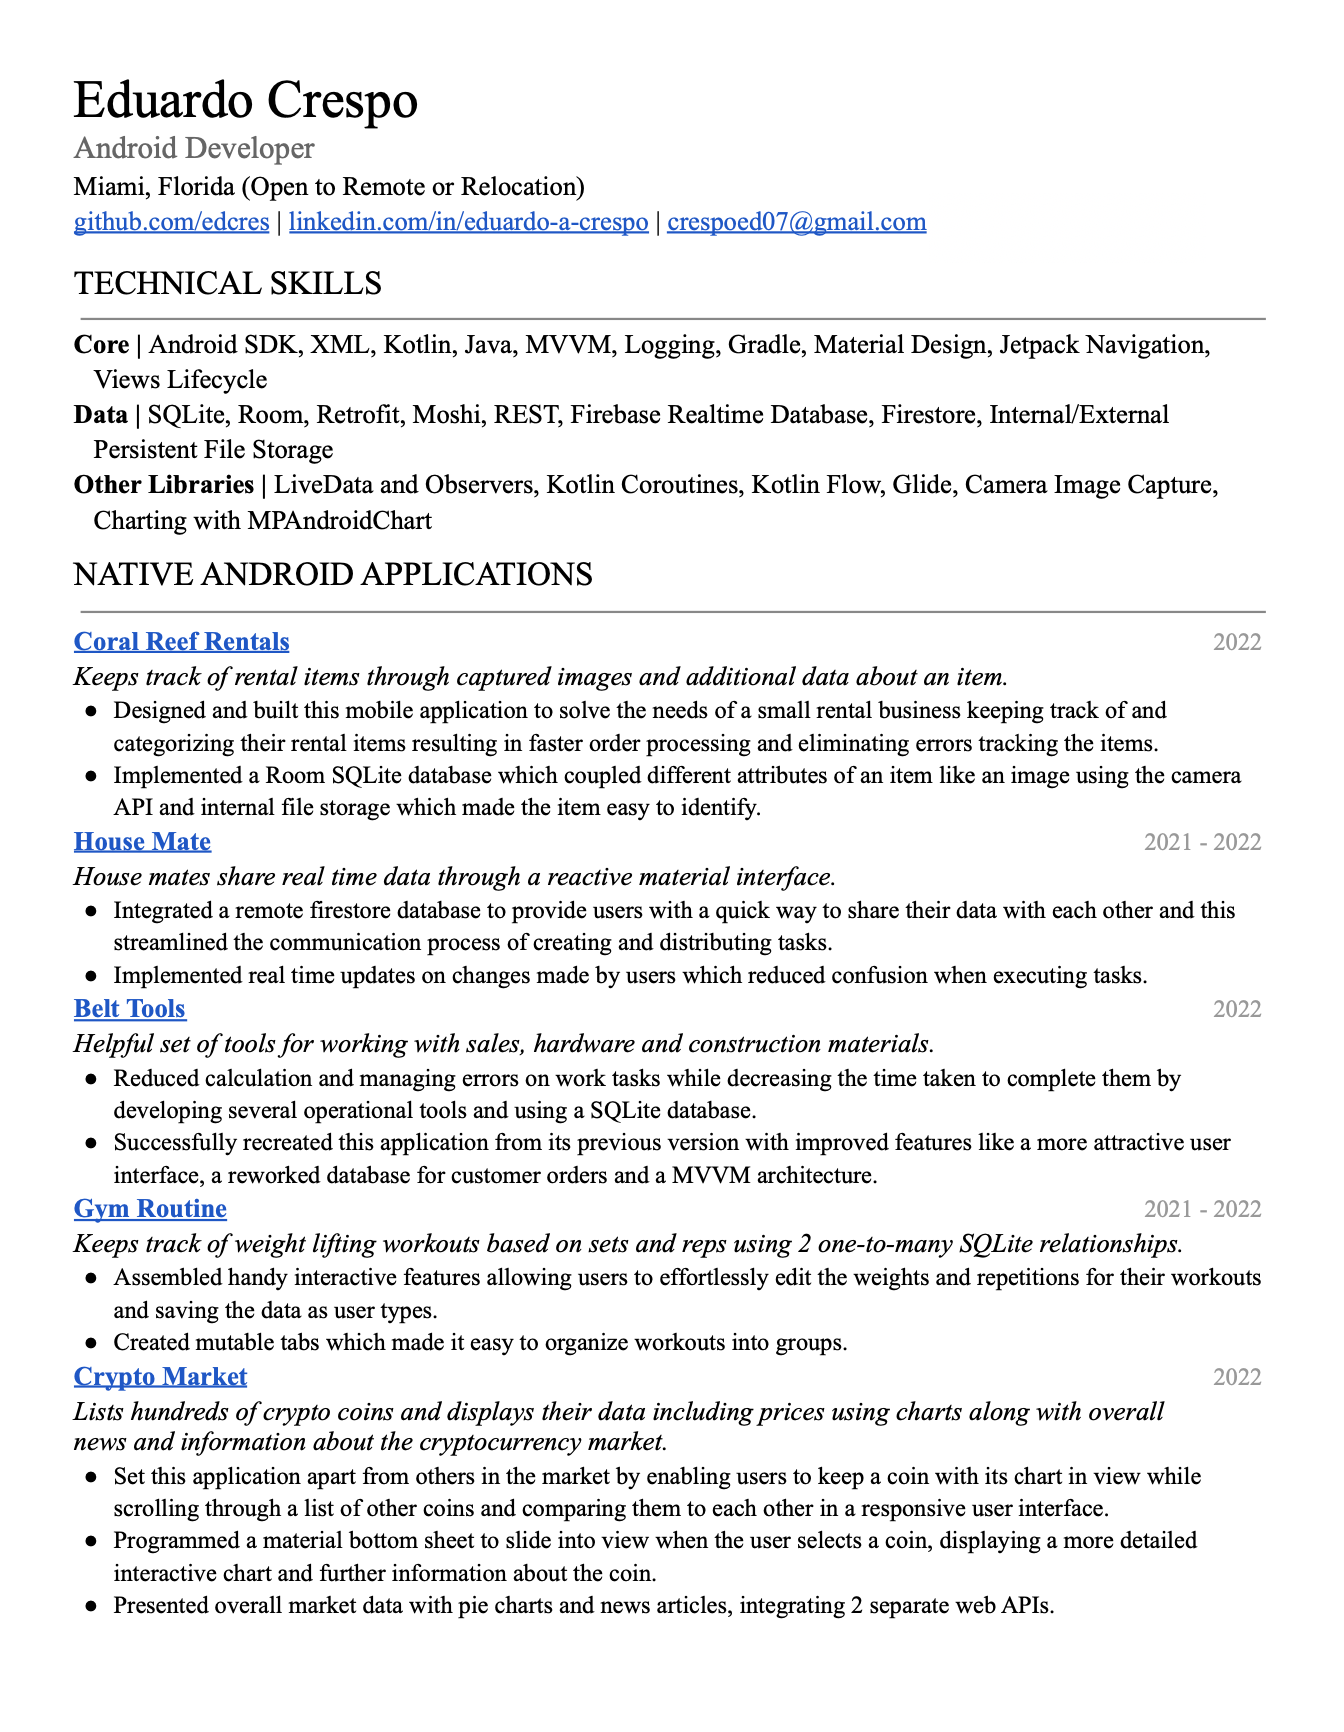 Eduardo Crespo
Android Developer
Miami, Florida (Open to Remote or Relocation)
github.com/edcres | linkedin.com/in/eduardo-a-crespo | crespoed07@gmail.com
TECHNICAL SKILLS
Core | Android SDK, XML, Kotlin, Java, MVVM, Logging, Gradle, Material Design, Jetpack Navigation,
Views Lifecycle
Data | SQLite, Room, Retrofit, Moshi, REST, Firebase Realtime Database, Firestore, Internal/External
Persistent File Storage
Other Libraries | LiveData and Observers, Kotlin Coroutines, Kotlin Flow, Glide, Camera Image Capture,
Charting with MPAndroidChart
NATIVE ANDROID APPLICATIONS
Coral Reef Rentals 2022
Keeps track of rental items through captured images and additional data about an item.
● Designed and built this mobile application to solve the needs of a small rental business keeping track of and
categorizing their rental items resulting in faster order processing and eliminating errors tracking the items.
● Implemented a Room SQLite database which coupled different attributes of an item like an image using the camera
API and internal file storage which made the item easy to identify.
House Mate 2021 - 2022
House mates share real time data through a reactive material interface.
● Integrated a remote firestore database to provide users with a quick way to share their data with each other and this
streamlined the communication process of creating and distributing tasks.
● Implemented real time updates on changes made by users which reduced confusion when executing tasks.
Belt Tools 2022
Helpful set of tools for working with sales, hardware and construction materials.
● Reduced calculation and managing errors on work tasks while decreasing the time taken to complete them by
developing several operational tools and using a SQLite database.
● Successfully recreated this application from its previous version with improved features like a more attractive user
interface, a reworked database for customer orders and a MVVM architecture.
Gym Routine 2021 - 2022
Keeps track of weight lifting workouts based on sets and reps using 2 one-to-many SQLite relationships.
● Assembled handy interactive features allowing users to effortlessly edit the weights and repetitions for their workouts
and saving the data as user types.
● Created mutable tabs which made it easy to organize workouts into groups.
Crypto Market 2022
Lists hundreds of crypto coins and displays their data including prices using charts along with overall
news and information about the cryptocurrency market.
● Set this application apart from others in the market by enabling users to keep a coin with its chart in view while
scrolling through a list of other coins and comparing them to each other in a responsive user interface.
● Programmed a material bottom sheet to slide into view when the user selects a coin, displaying a more detailed
interactive chart and further information about the coin.
● Presented overall market data with pie charts and news articles, integrating 2 separate web APIs.